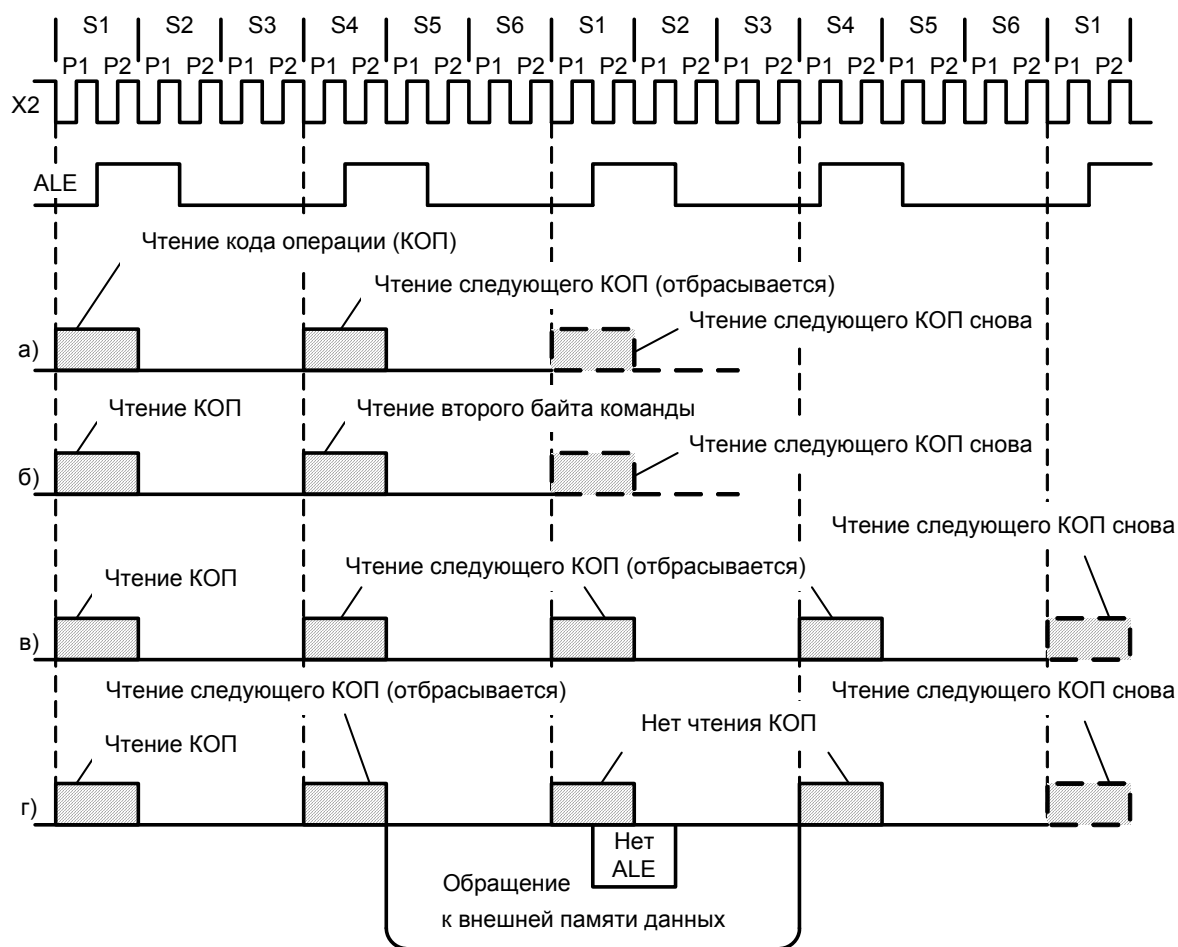 S1 S2 S3 S4 S5 S6 S1 S2 S3 S4 S5 S6 S1
P1 P2 P1 P2 P1 P2 P1 P2 P1 P2 P1 P2 P1 P2 P1 P2 P1 P2 P1 P2 P1 P2 P1 P2 P1 P2
X2
ALE
Чтение кода операции (КОП)
Чтение следующего КОП (отбрасывается)
Чтение следующего КОП снова
а)
Чтение КОП Чтение второго байта команды
Чтение следующего КОП снова
б)
Чтение следующего КОП снова
Чтение КОП Чтение следующего КОП (отбрасывается)
в)
Чтение следующего КОП (отбрасывается) Чтение следующего КОП снова
Нет чтения КОП
Чтение КОП
г)
Нет
ALE
Обращение
к внешней памяти данных